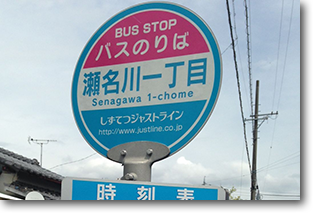 BUS STOP
バスのりば
瀬名川一丁目
Senagawa 1-chome
しずてつジャストライン
http://www.justline.co.jp
時刻表